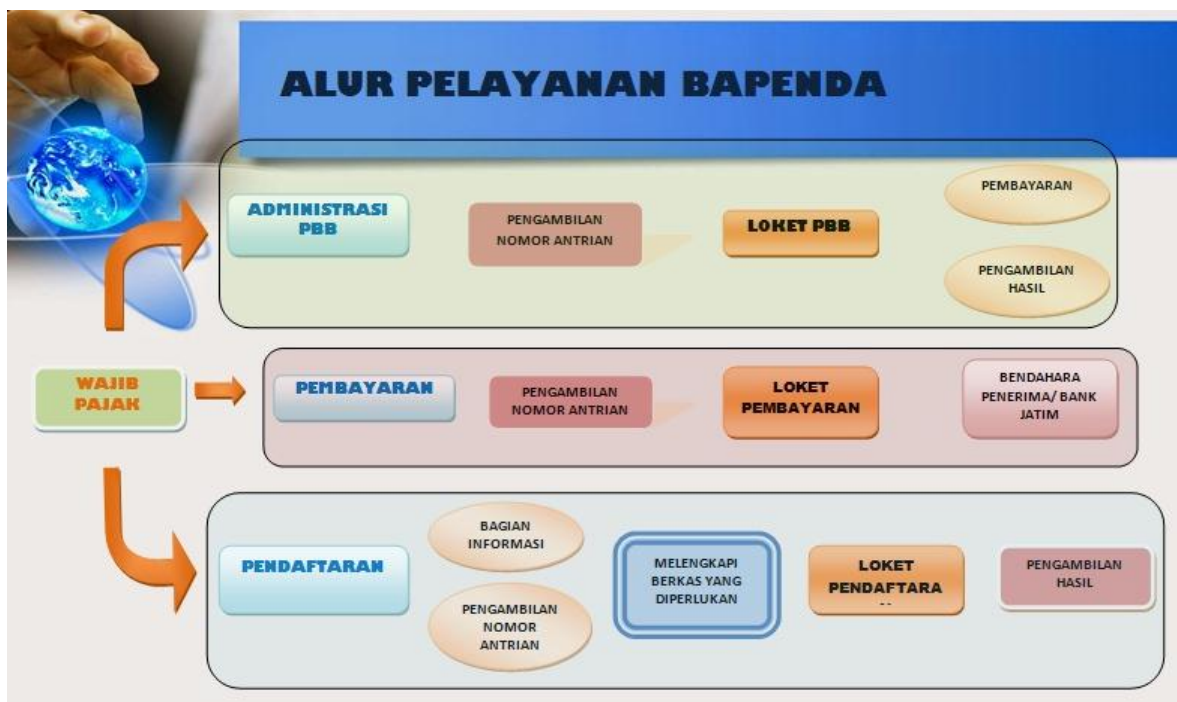 ALUR PELAYANAN BAPENDA
ADMINISTRASI
PBB
PENGAMBILAN
NOMOR ANTRIAN
LOKET PBB
PEMBAYARAN
PENGAMBILAN
HASIL
WAJIB
PAJAK
PEMBAYARAN
PENGAMBILAN
NOMOR ANTRIAN
LOKET
PEMBAYARAN
BENDAHARA
PENERIMA/ BANK
JATIM
PENDAFTARAN
BAGIAN
INFORMASI
PENGAMBILAN
NOMOR
ANTRIAN
MELENGKAPI
BERKAS YANG
DIPERLUKAN
LOKET
PENDAFTARA
PENGAMBILAN
HASIL